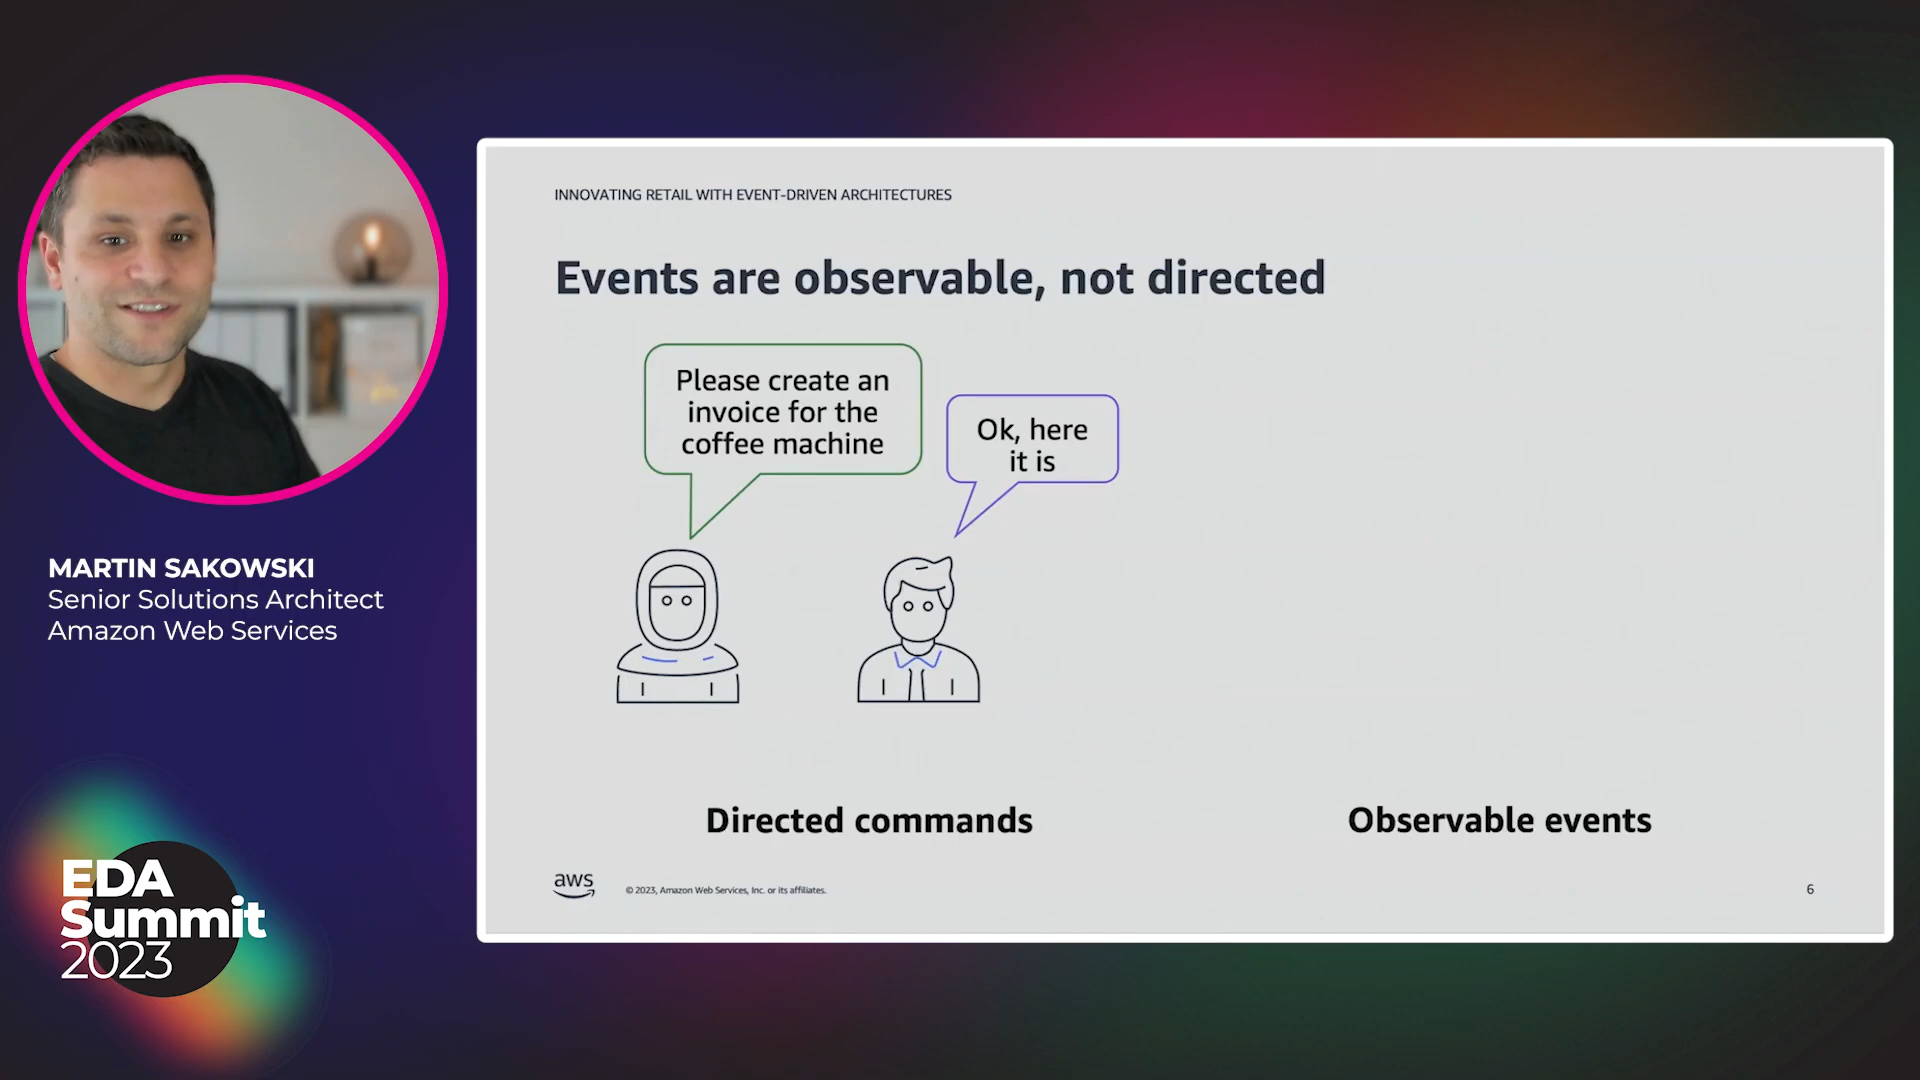 MARTIN SAKOWSKI
Senior Solutions Architect
Amazon Web Services
EDA
Summit
2023
INNOVATING RETAIL WITH EVENT-DRIVEN ARCHITECTURES
Events are observable, not directed
Please create an
invoice for the
coffee machine
Ok, here
it is
Directed commands
Observable events
aws
© 2023, Amazon Web Services, Inc. or its affiliates.
6